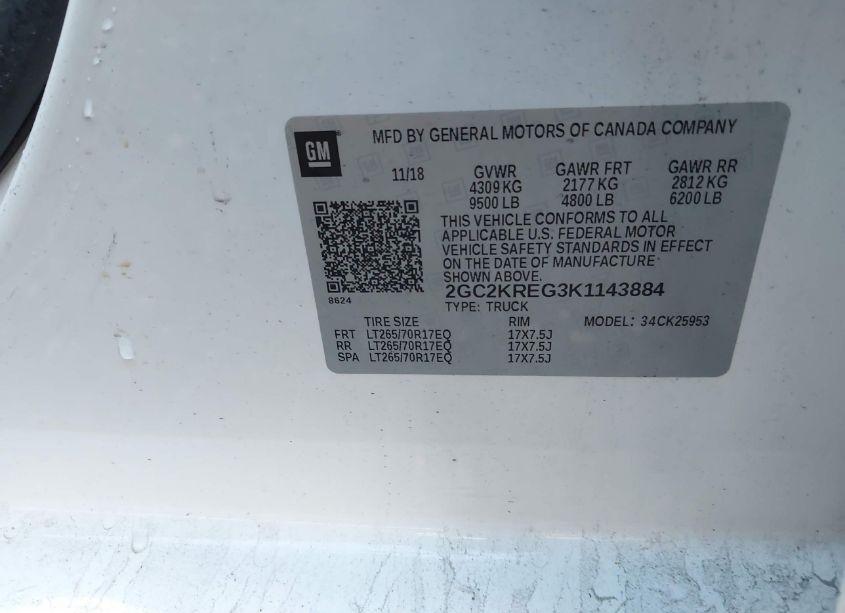 GM
MFD BY GENERAL MOTORS OF CANADA COMPANY
11/18 GVWR GAWR FRT GAWR RR
4309 KG 2177 KG 2812 KG
9500 LB 4800 LB 6200 LB
THIS VEHICLE CONFORMS TO ALL
APPLICABLE U.S. FEDERAL MOTOR
VEHICLE SAFETY STANDARDS IN EFFECT
ON THE DATE OF MANUFACTURE
SHOWN ABOVE.
2GC2KREG3K1143884
8624
TYPE: TRUCK
TIRE SIZE RIM MODEL: 34CK25953
FRT LT265/70R17EQ 17X7.5J
RR LT265/70R17EQ 17X7.5J
SPA LT265/70R17EQ 17X7.5J